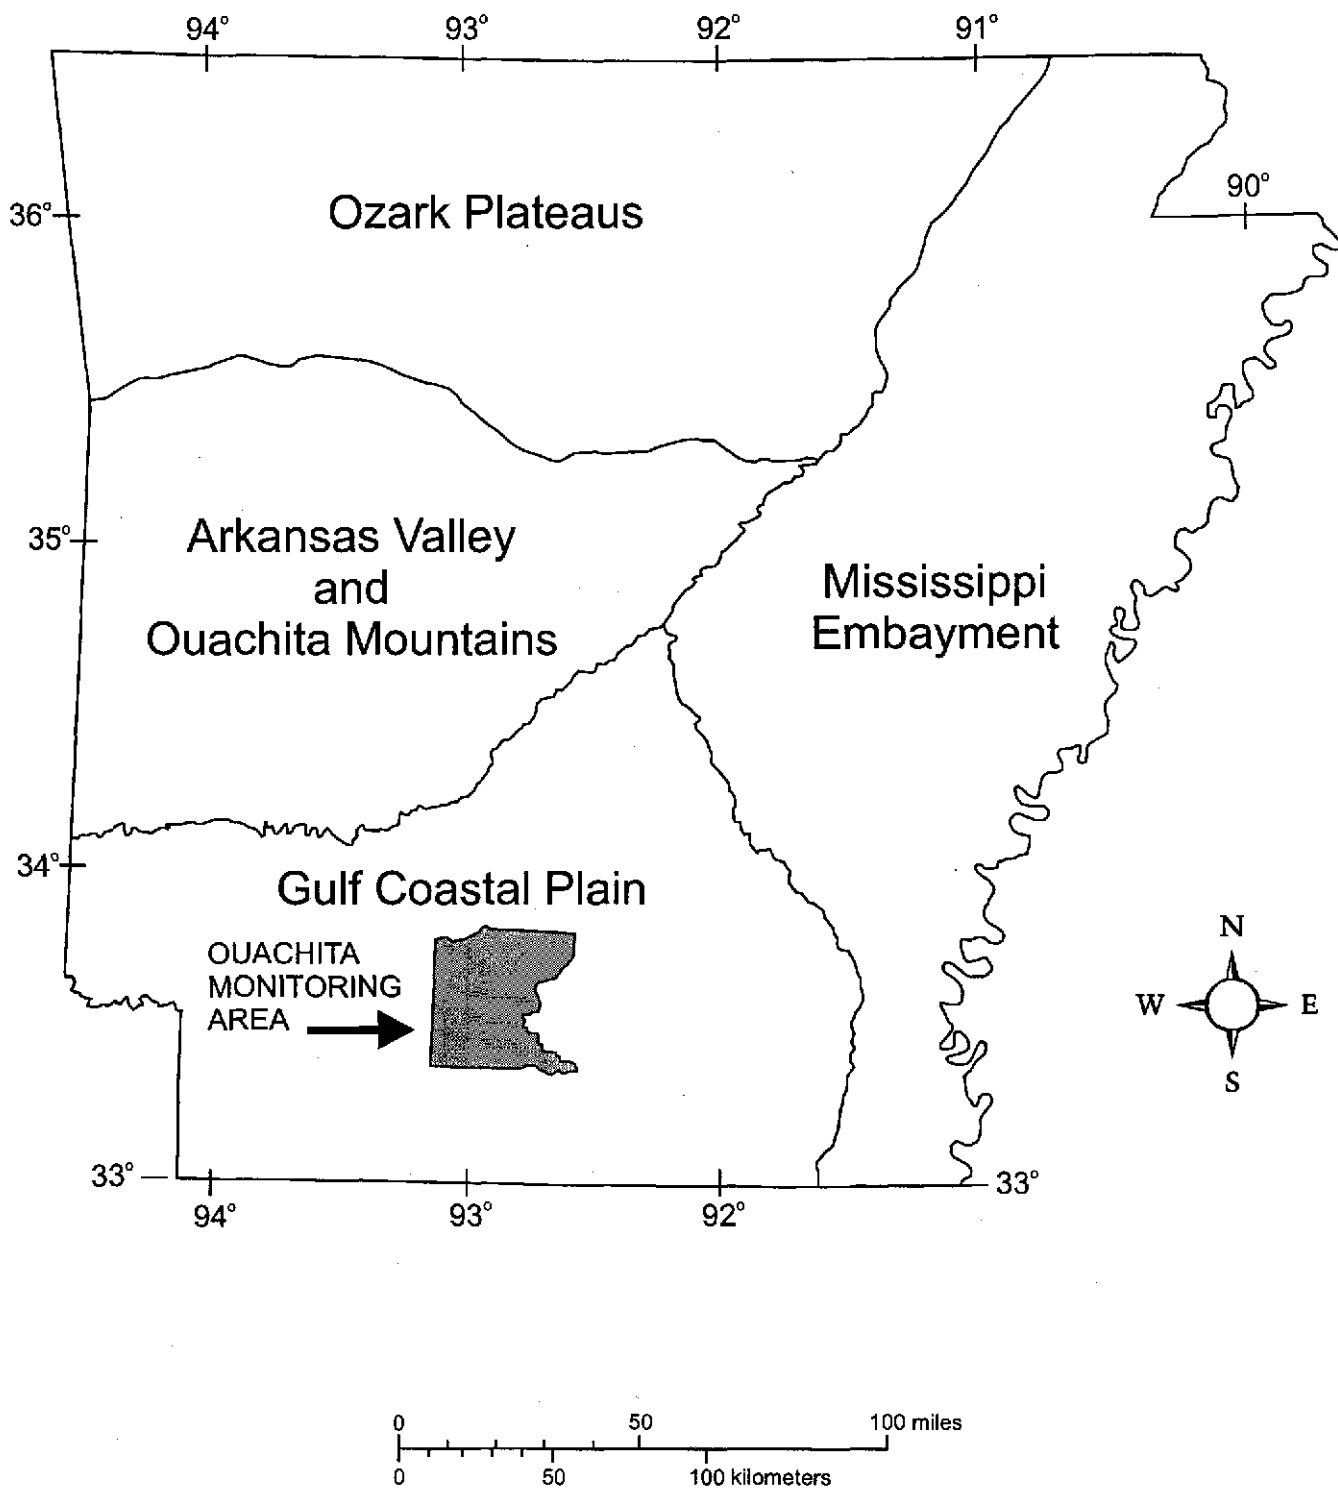 94° 93° 92° 91°
90°
36°
Ozark Plateaus
35°
Arkansas Valley
and
Ouachita Mountains
Mississippi
Embayment
34°
Gulf Coastal Plain
OUACHITA
MONITORING
AREA
N
W E
S
33° 33°
94° 93° 92°
0 50 100 miles
0 50 100 kilometers